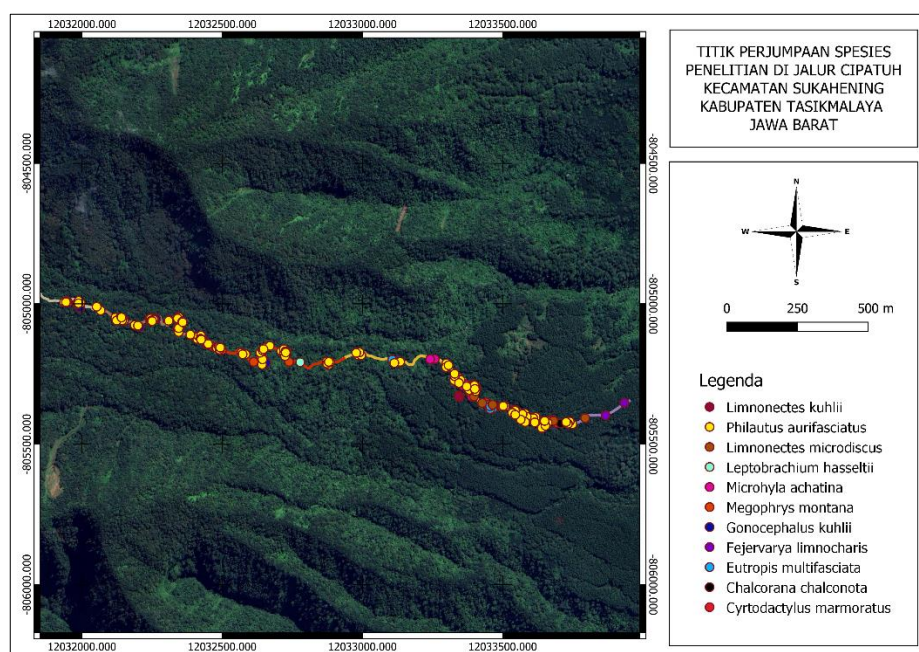 12032000.000 12032500.000 12033000.000 12033500.000
-804500.000
-805000.000
-805500.000
-806000.000
-804500.000
-805000.000
-805500.000
-806000.000
12032000.000 12032500.000 12033000.000 12033500.000
TITIK PERJUMPAAN SPESIES
PENELITIAN DI JALUR CIPATUH
KECAMATAN SUKAHENING
KABUPATEN TASIKMALAYA
JAWA BARAT
N
W E
S
0 250 500 m
Legenda
Limnonectes kuhlii
Philautus aurifasciatus
Limnonectes microdiscus
Leptobrachium hasseltii
Microhyla achatina
Megophrys montana
Gonocephalus kuhlii
Fejervarya limnocharis
Eutropis multifasciata
Chalcorana chalconota
Cyrtodactylus marmoratus